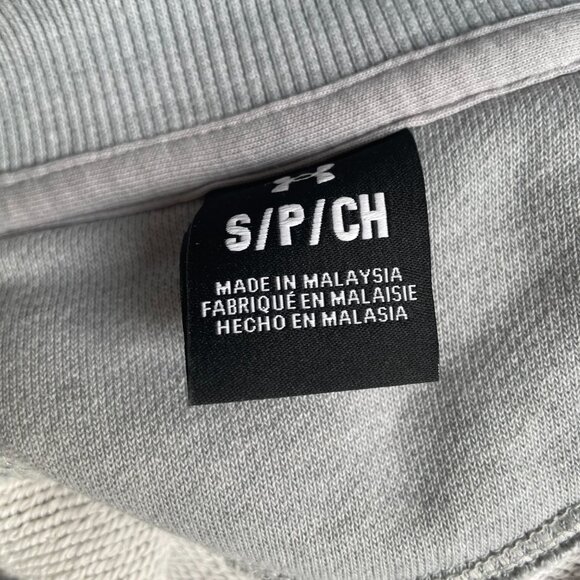 S/P/CH
MADE IN MALAYSIA
FABRIQUÉ EN MALAISIE
HECHO EN MALASIA